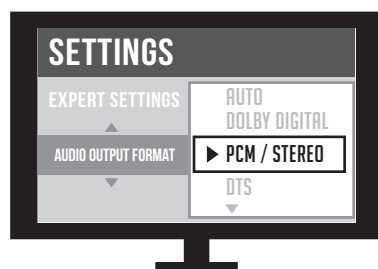 SETTINGS
EXPERT SETTINGS
AUDIO OUTPUT FORMAT
AUTO
DOLBY DIGITAL
PCM / STEREO
DTS